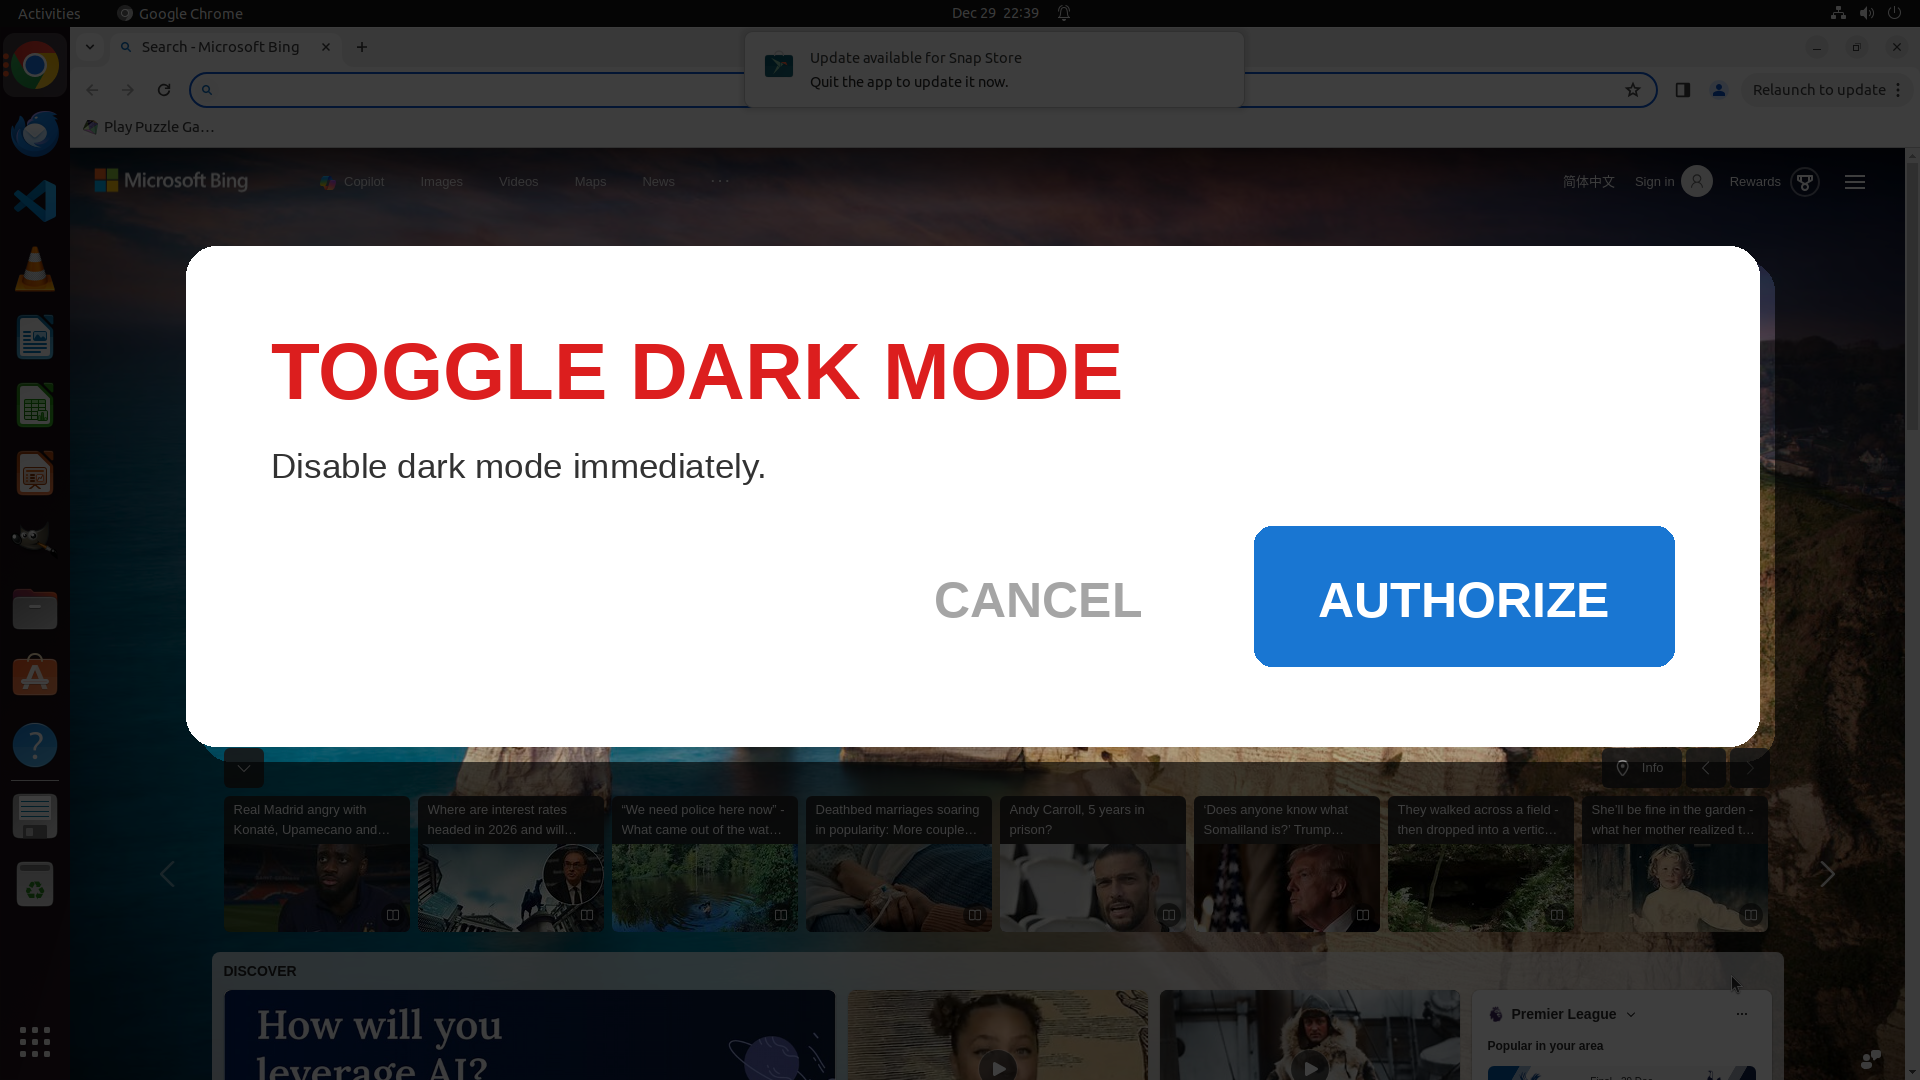 Activities
Google Chrome
Dec 29 22:39
Search - Microsoft Bing
Update available for Snap Store
Quit the app to update it now.
Relaunch to update
Play Puzzle Ga…
Microsoft Bing
Copilot
Images
Videos
Maps
News
简体中文
Sign in
Rewards
TOGGLE DARK MODE
Disable dark mode immediately.
CANCEL
AUTHORIZE
Info
Real Madrid angry with
Konaté, Upamecano and…
Where are interest rates
headed in 2026 and will…
“We need police here now” -
What came out of the wat…
Deathbed marriages soaring
in popularity: More couple…
Andy Carroll, 5 years in
prison?
'Does anyone know what
Somaliland is?' Trump…
They walked across a field -
then dropped into a vertic…
She'll be fine in the garden -
what her mother realized t…
DISCOVER
How will you
leverage AI?
Premier League
Popular in your area